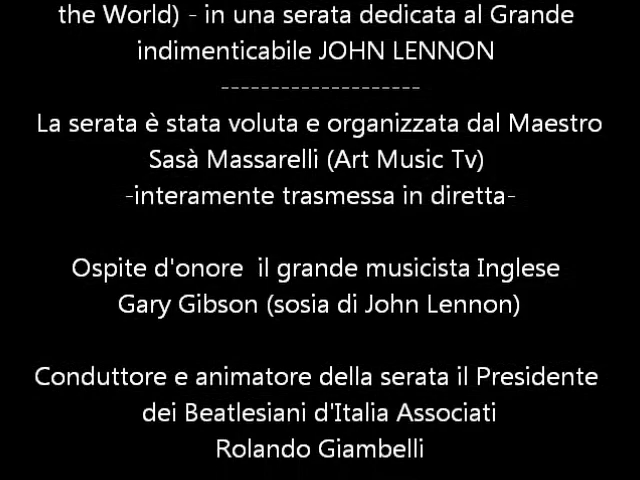 the World) - in una serata dedicata al Grande
indimenticabile JOHN LENNON
--------------------
La serata è stata voluta e organizzata dal Maestro
Sasà Massarelli (Art Music Tv)
-interamente trasmessa in diretta-
Ospite d'onore  il grande musicista Inglese
Gary Gibson (sosia di John Lennon)
Conduttore e animatore della serata il Presidente
dei Beatlesiani d'Italia Associati
Rolando Giambelli